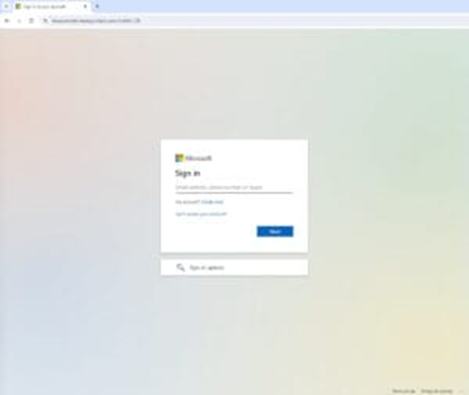 Sign in to your account
Microsoft
Sign in
Email address, phone number or Skype
No account? Create one!
Can't access your account?
Next
Sign-in options
Terms of use Privacy & cookies